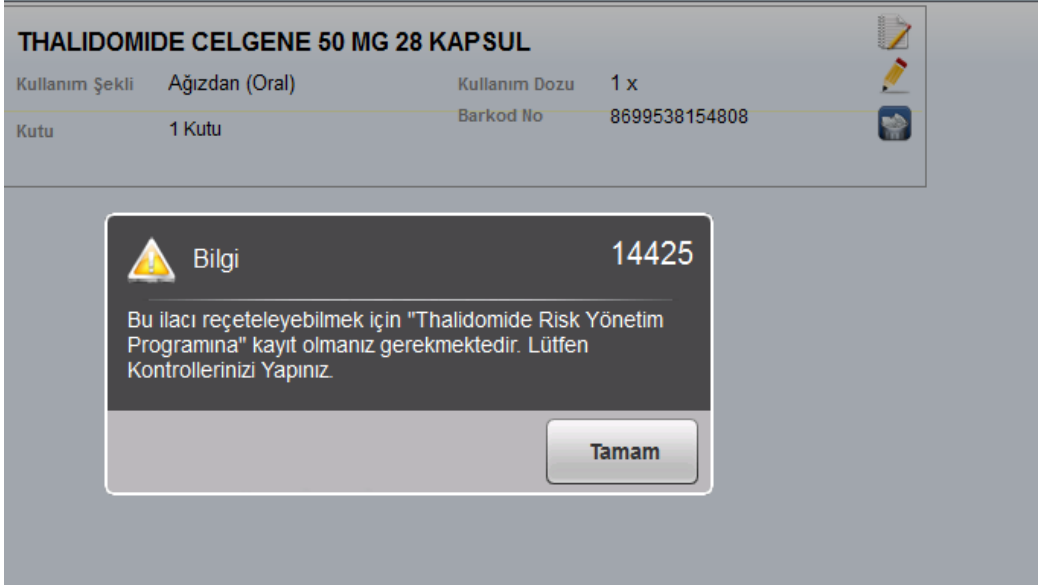 THALIDOMIDE CELGENE 50 MG 28 KAPSUL
Kullanım Şekli Ağızdan (Oral) Kullanım Dozu 1 x
Kutu 1 Kutu Barkod No 8699538154808
Bilgi 14425
Bu ilacı reçeteleyebilmek için "Thalidomide Risk Yönetim
Programına" kayıt olmanız gerekmektedir. Lütfen
Kontrollerinizi Yapınız.
Tamam